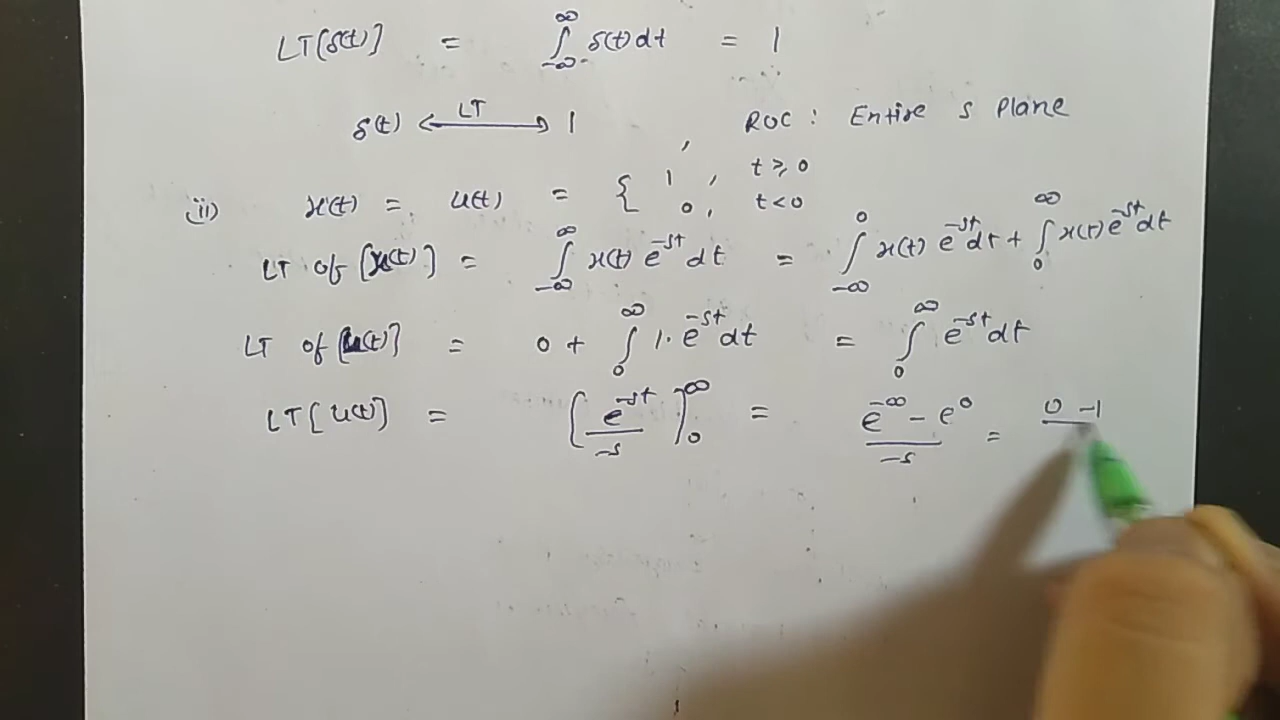 LT[δ(t)] = ∫_{-∞}^{∞} δ(t) dt = 1
δ(t) ←LT→ 1 , ROC : Entire s Plane
(ii) x(t) = u(t) = { 1 , t ≥ 0
0 , t < 0
LT of [x(t)] = ∫_{-∞}^{∞} x(t) e^{-st} dt = ∫_{-∞}^{0} x(t) e^{-st} dt + ∫_{0}^{∞} x(t) e^{-st} dt
LT of [u(t)] = 0 + ∫_{0}^{∞} 1. e^{-st} dt = ∫_{0}^{∞} e^{-st} dt
LT[u(t)] = [e^{-st} / -s]_{0}^{∞} = (e^{-∞} - e^{0}) / -s = 0 - 1